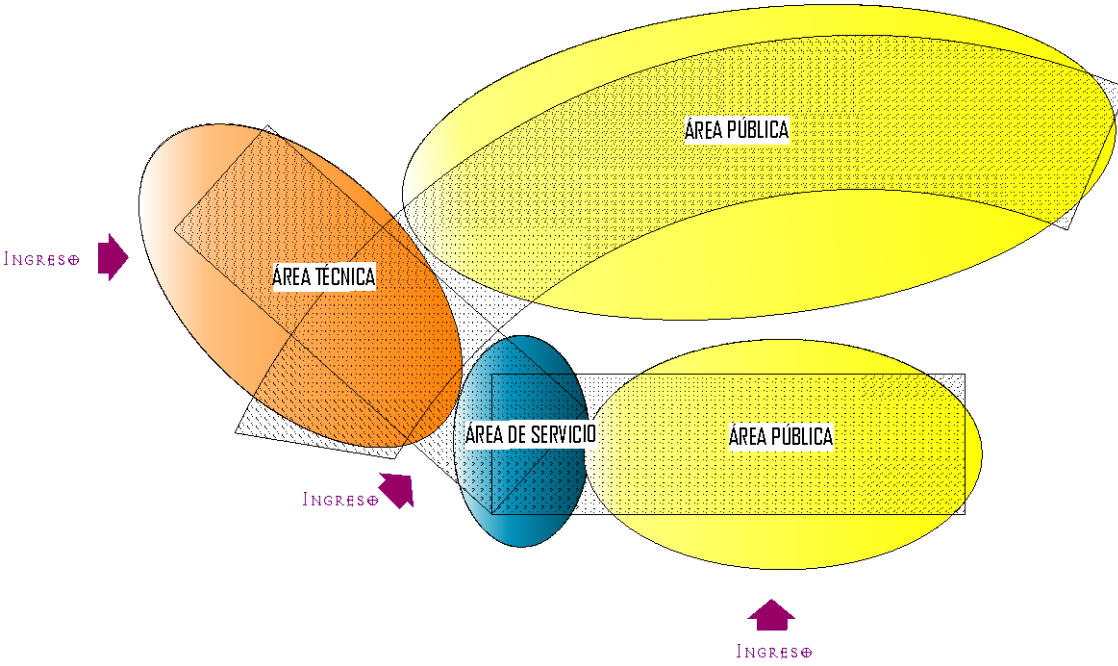 ÁREA PÚBLICA
INGRESO
ÁREA TÉCNICA
ÁREA DE SERVICIO
ÁREA PÚBLICA
INGRESO
INGRESO